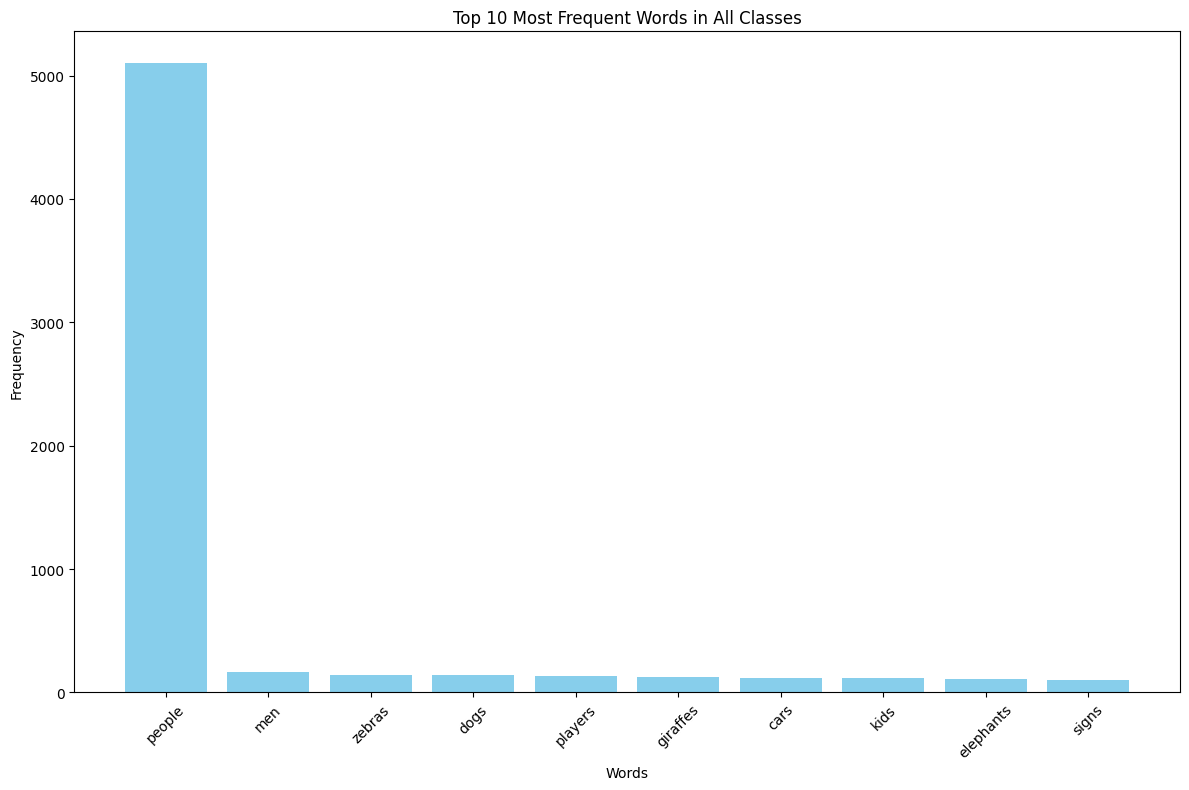 Top 10 Most Frequent Words in All Classes
Frequency
5000
4000
3000
2000
1000
0
people
men
zebras
dogs
players
giraffes
cars
kids
elephants
signs
Words